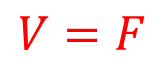 V = F